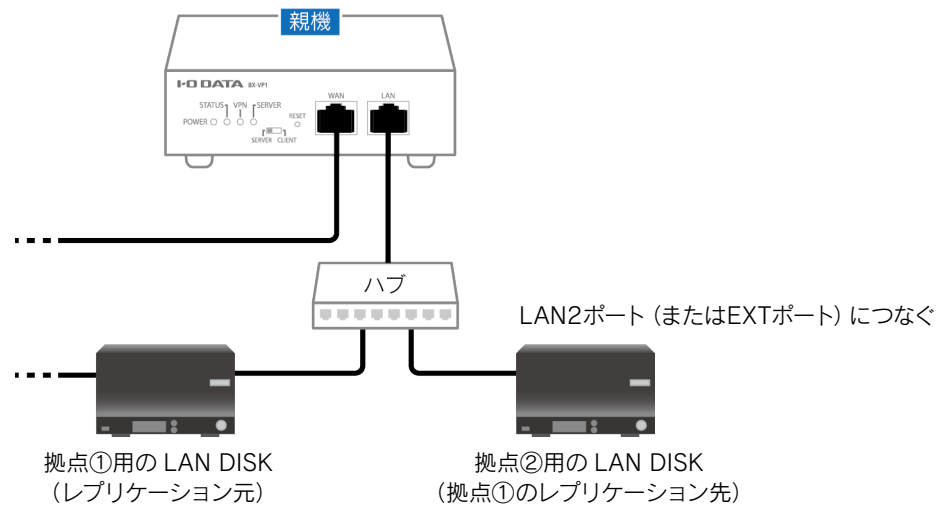 親機
I-O DATA BX-VP1
WAN
LAN
STATUS VPN SERVER
POWER
RESET
SERVER CLIENT
ハブ
LAN2ポート（またはEXTポート）につなぐ
拠点①用の LAN DISK
（レプリケーション元）
拠点②用の LAN DISK
（拠点①のレプリケーション先）